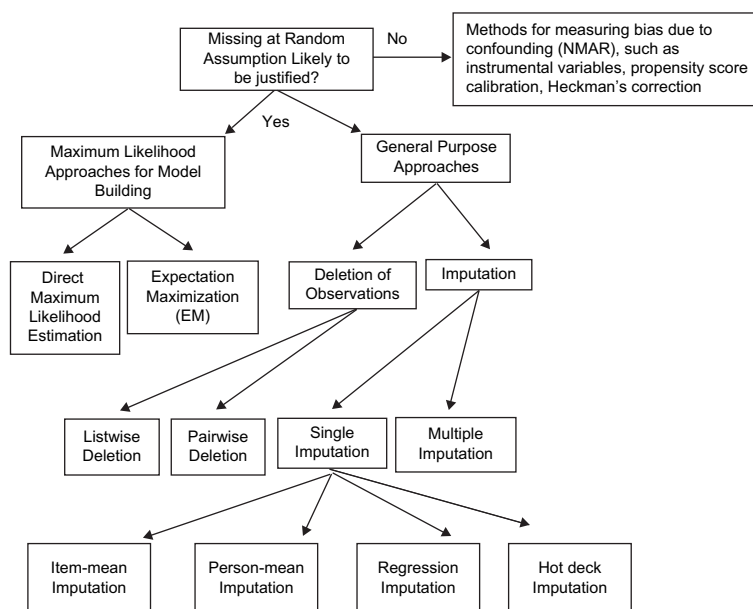 Missing at Random
Assumption Likely to
be justified?
No
Methods for measuring bias due to
confounding (NMAR), such as
instrumental variables, propensity score
calibration, Heckman's correction
Yes
Maximum Likelihood
Approaches for Model
Building
General Purpose
Approaches
Direct
Maximum
Likelihood
Estimation
Expectation
Maximization
(EM)
Deletion of
Observations
Imputation
Listwise
Deletion
Pairwise
Deletion
Single
Imputation
Multiple
Imputation
Item-mean
Imputation
Person-mean
Imputation
Regression
Imputation
Hot deck
Imputation